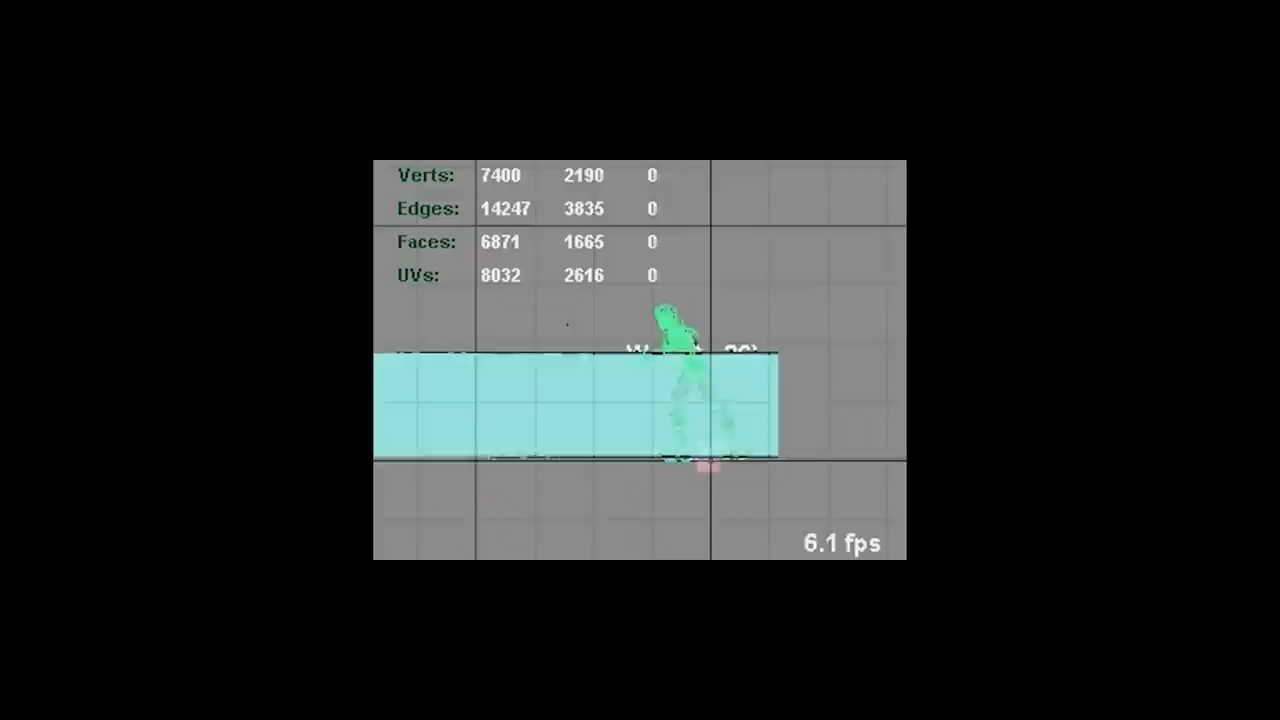 Verts: 7400 2190 0
Edges: 14247 3835 0
Faces: 6871 1665 0
UVs: 8032 2616 0
6.1 fps